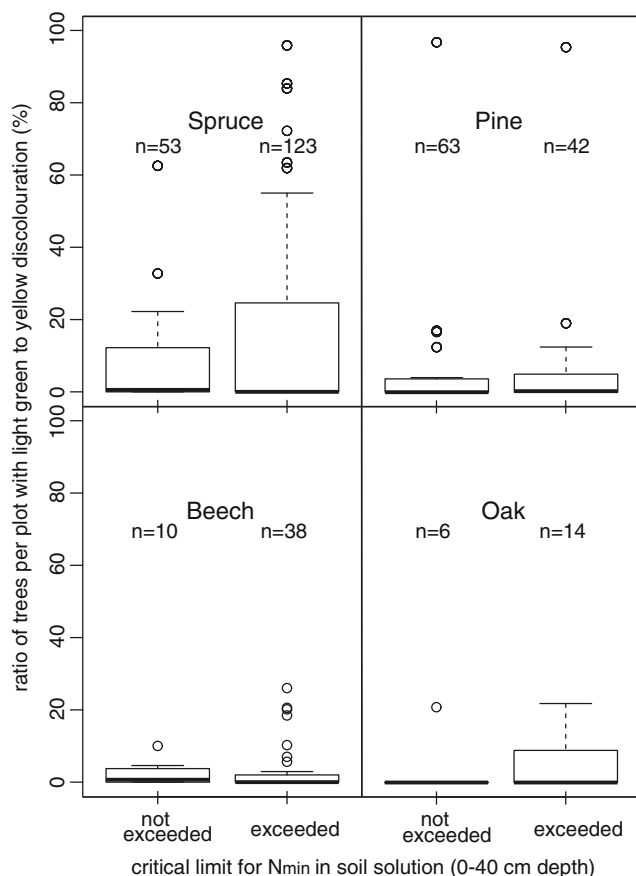 ratio of trees per plot with light green to yellow discolouration (%)
100
80
60
40
20
0
Spruce
n=53
n=123
Pine
n=63
n=42
100
80
60
40
20
0
Beech
n=10
n=38
Oak
n=6
n=14
not
exceeded
exceeded
not
exceeded
exceeded
critical limit for Nmin in soil solution (0-40 cm depth)